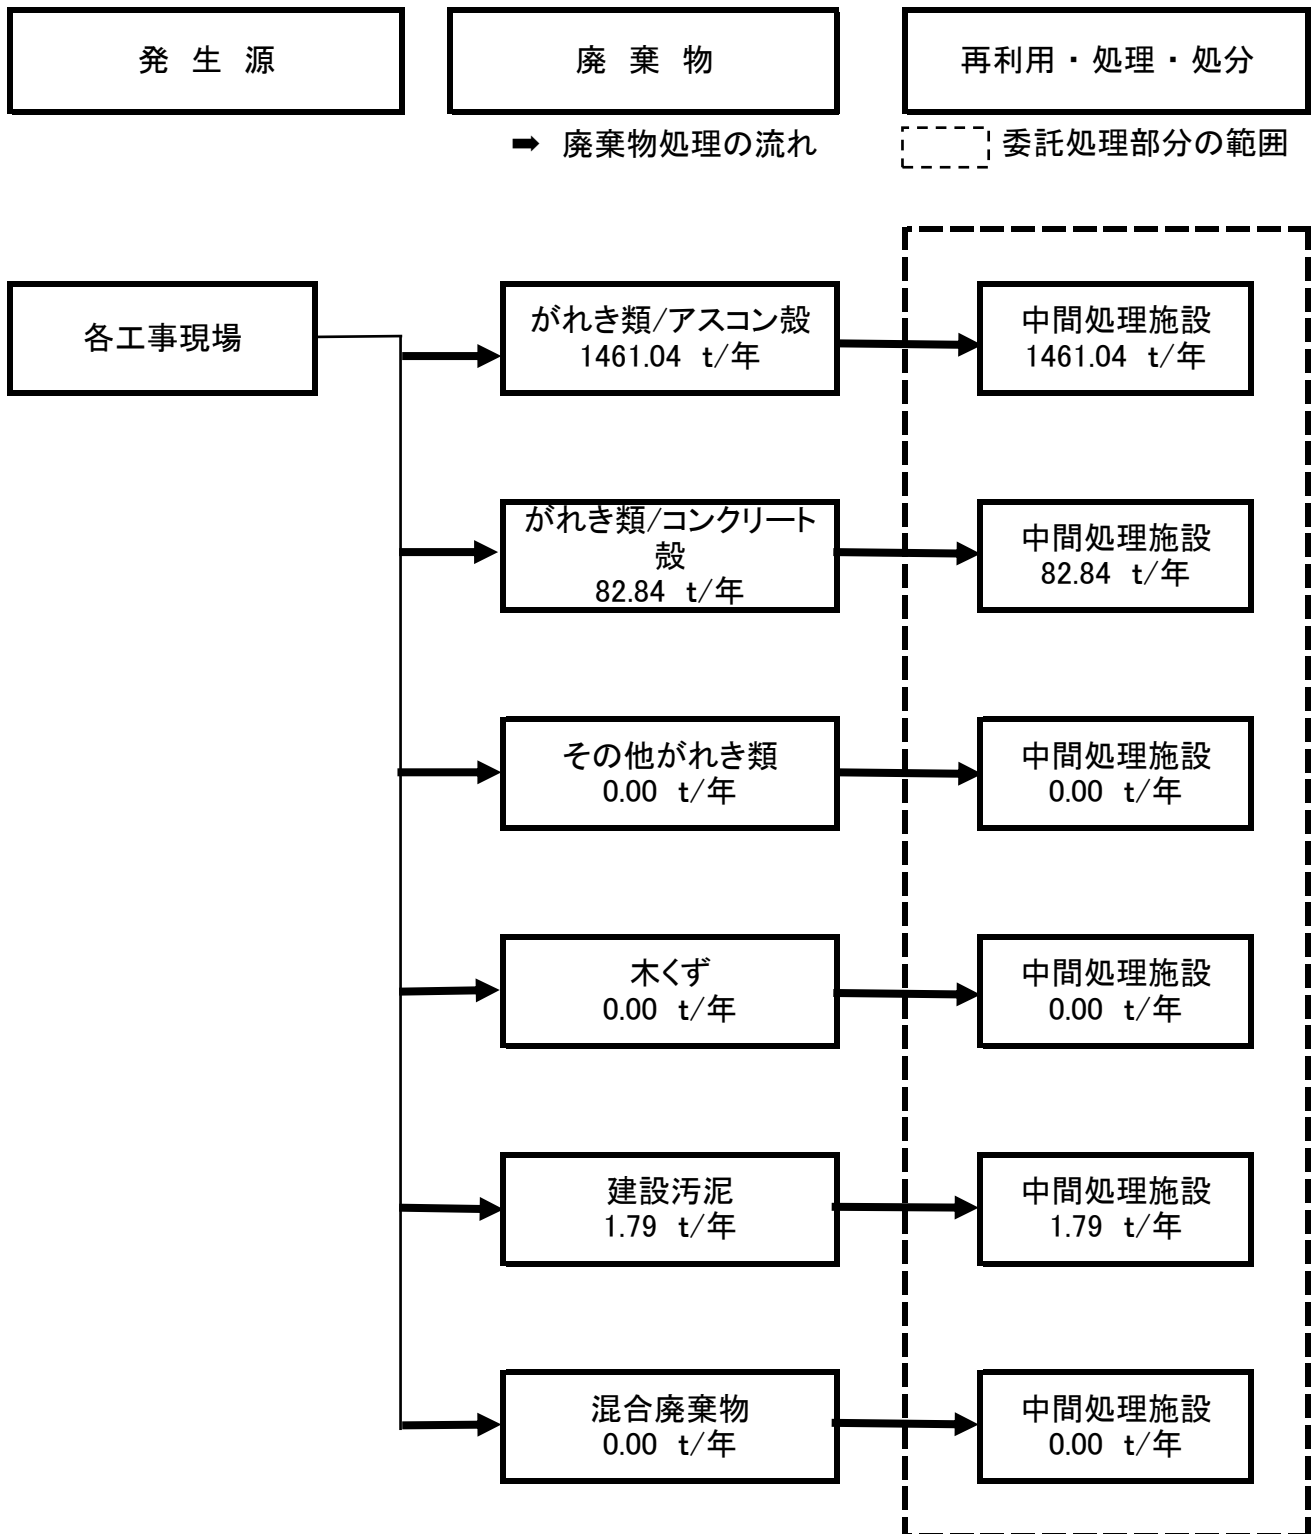 発 生 源
廃 棄 物
再利用・処理・処分
➡ 廃棄物処理の流れ
委託処理部分の範囲
各工事現場
がれき類/アスコン殻
1461.04 t/年
中間処理施設
1461.04 t/年
がれき類/コンクリート
殻
82.84 t/年
中間処理施設
82.84 t/年
その他がれき類
0.00 t/年
中間処理施設
0.00 t/年
木くず
0.00 t/年
中間処理施設
0.00 t/年
建設汚泥
1.79 t/年
中間処理施設
1.79 t/年
混合廃棄物
0.00 t/年
中間処理施設
0.00 t/年